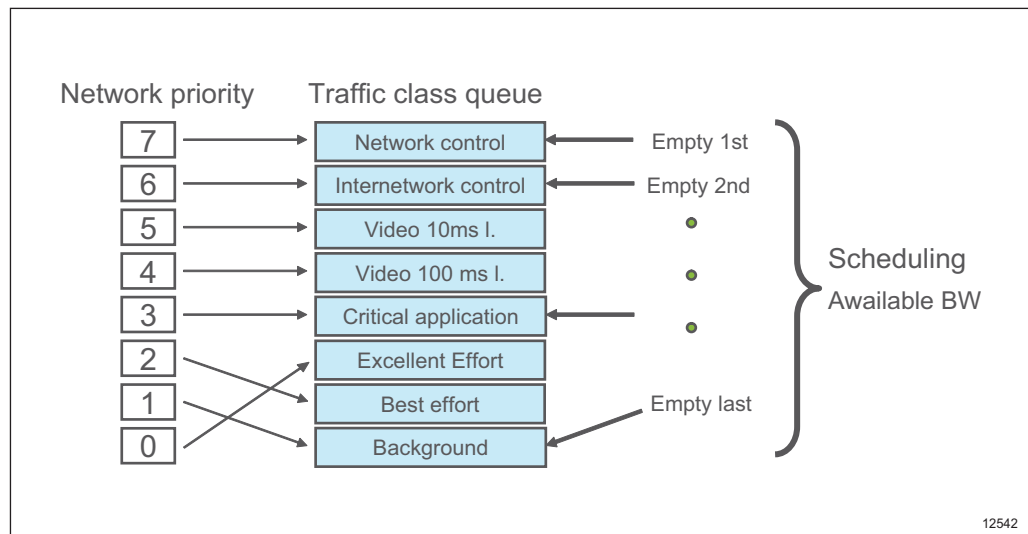 Network priority Traffic class queue
7 Network control Empty 1st
6 Internetwork control Empty 2nd
5 Video 10ms l.
4 Video 100 ms l.
Scheduling
Awailable BW
3 Critical application
2 Excellent Effort
1 Best effort Empty last
0 Background
12542